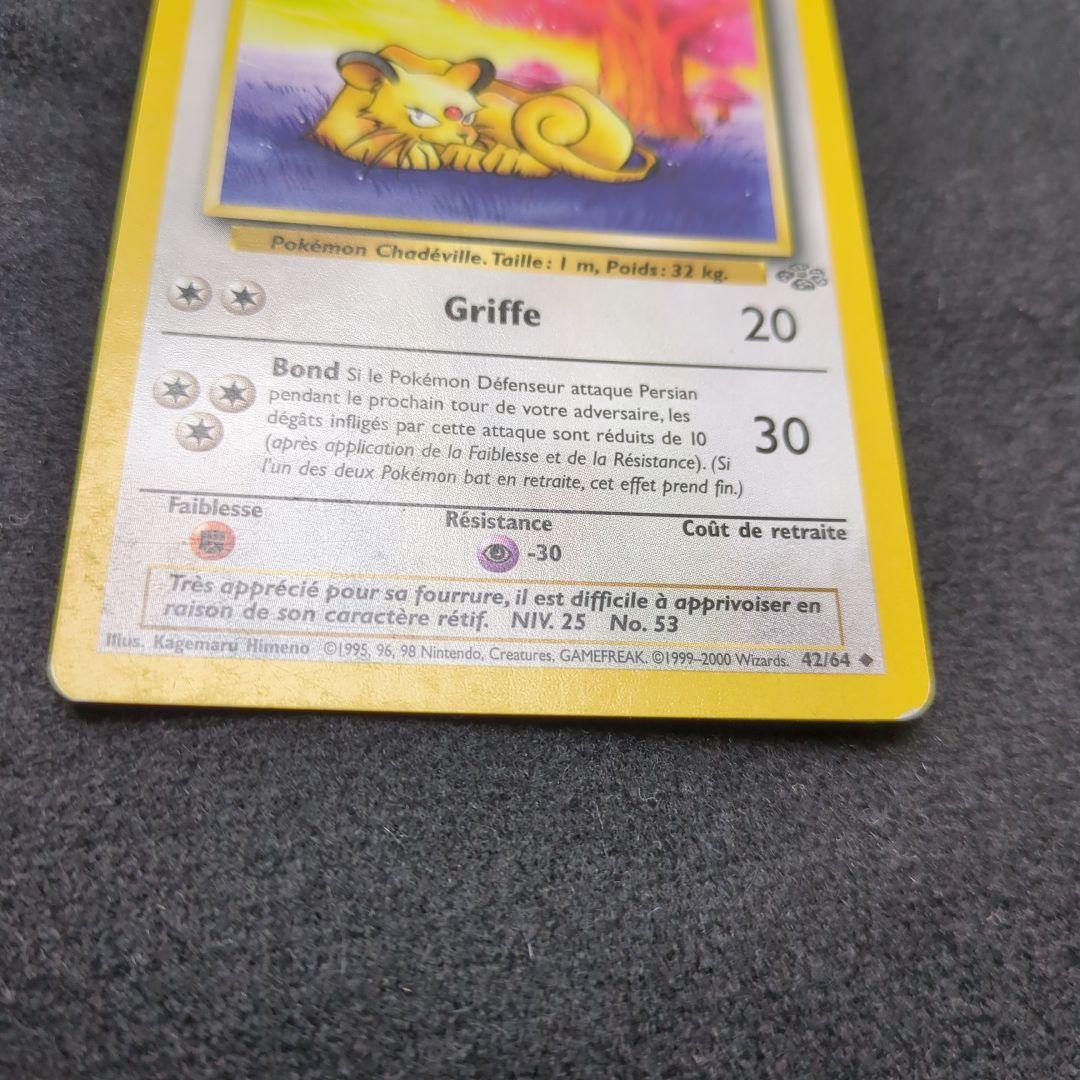 Pokémon Chadéville. Taille: 1 m, Poids: 32 kg.
Griffe 20
Bond Si le Pokémon Défenseur attaque Persian
pendant le prochain tour de votre adversaire, les
dégâts infligés par cette attaque sont réduits de 10
(après application de la Faiblesse et de la Résistance). (Si
l'un des deux Pokémon bat en retraite, cet effet prend fin.)
30
Faiblesse Résistance Coût de retraite
-30
Très apprécié pour sa fourrure, il est difficile à apprivoiser en
raison de son caractère rétif. NIV. 25 No. 53
Illus. Kagemaru Himeno ©1995, 96, 98 Nintendo, Creatures, GAMEFREAK. ©1999–2000 Wizards. 42/64